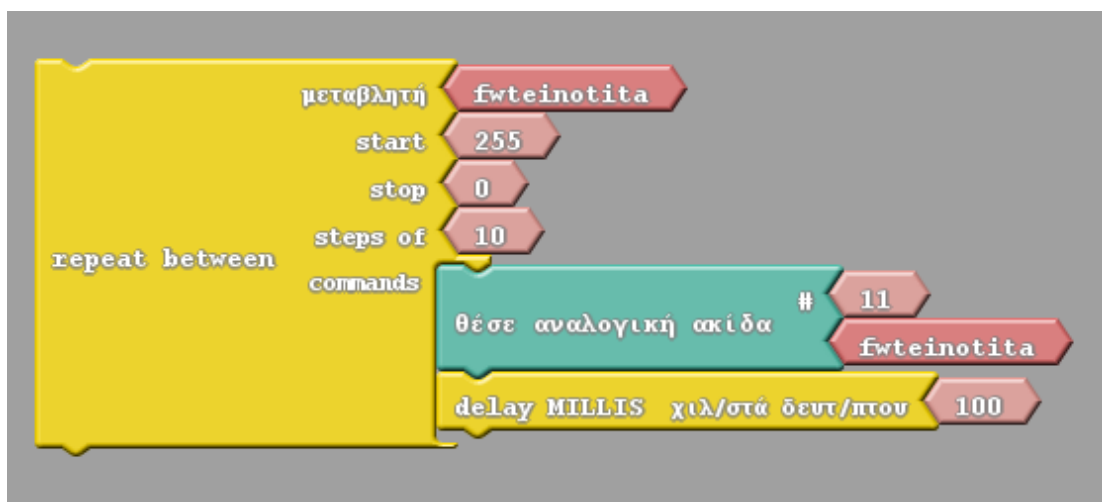 μεταβλητή fwteinotita
start 255
stop 0
steps of 10
repeat between
commands
# 11
θέσε αναλογική ακίδα
fwteinotita
delay MILLIS χιλ/στά δευτ/πτου 100